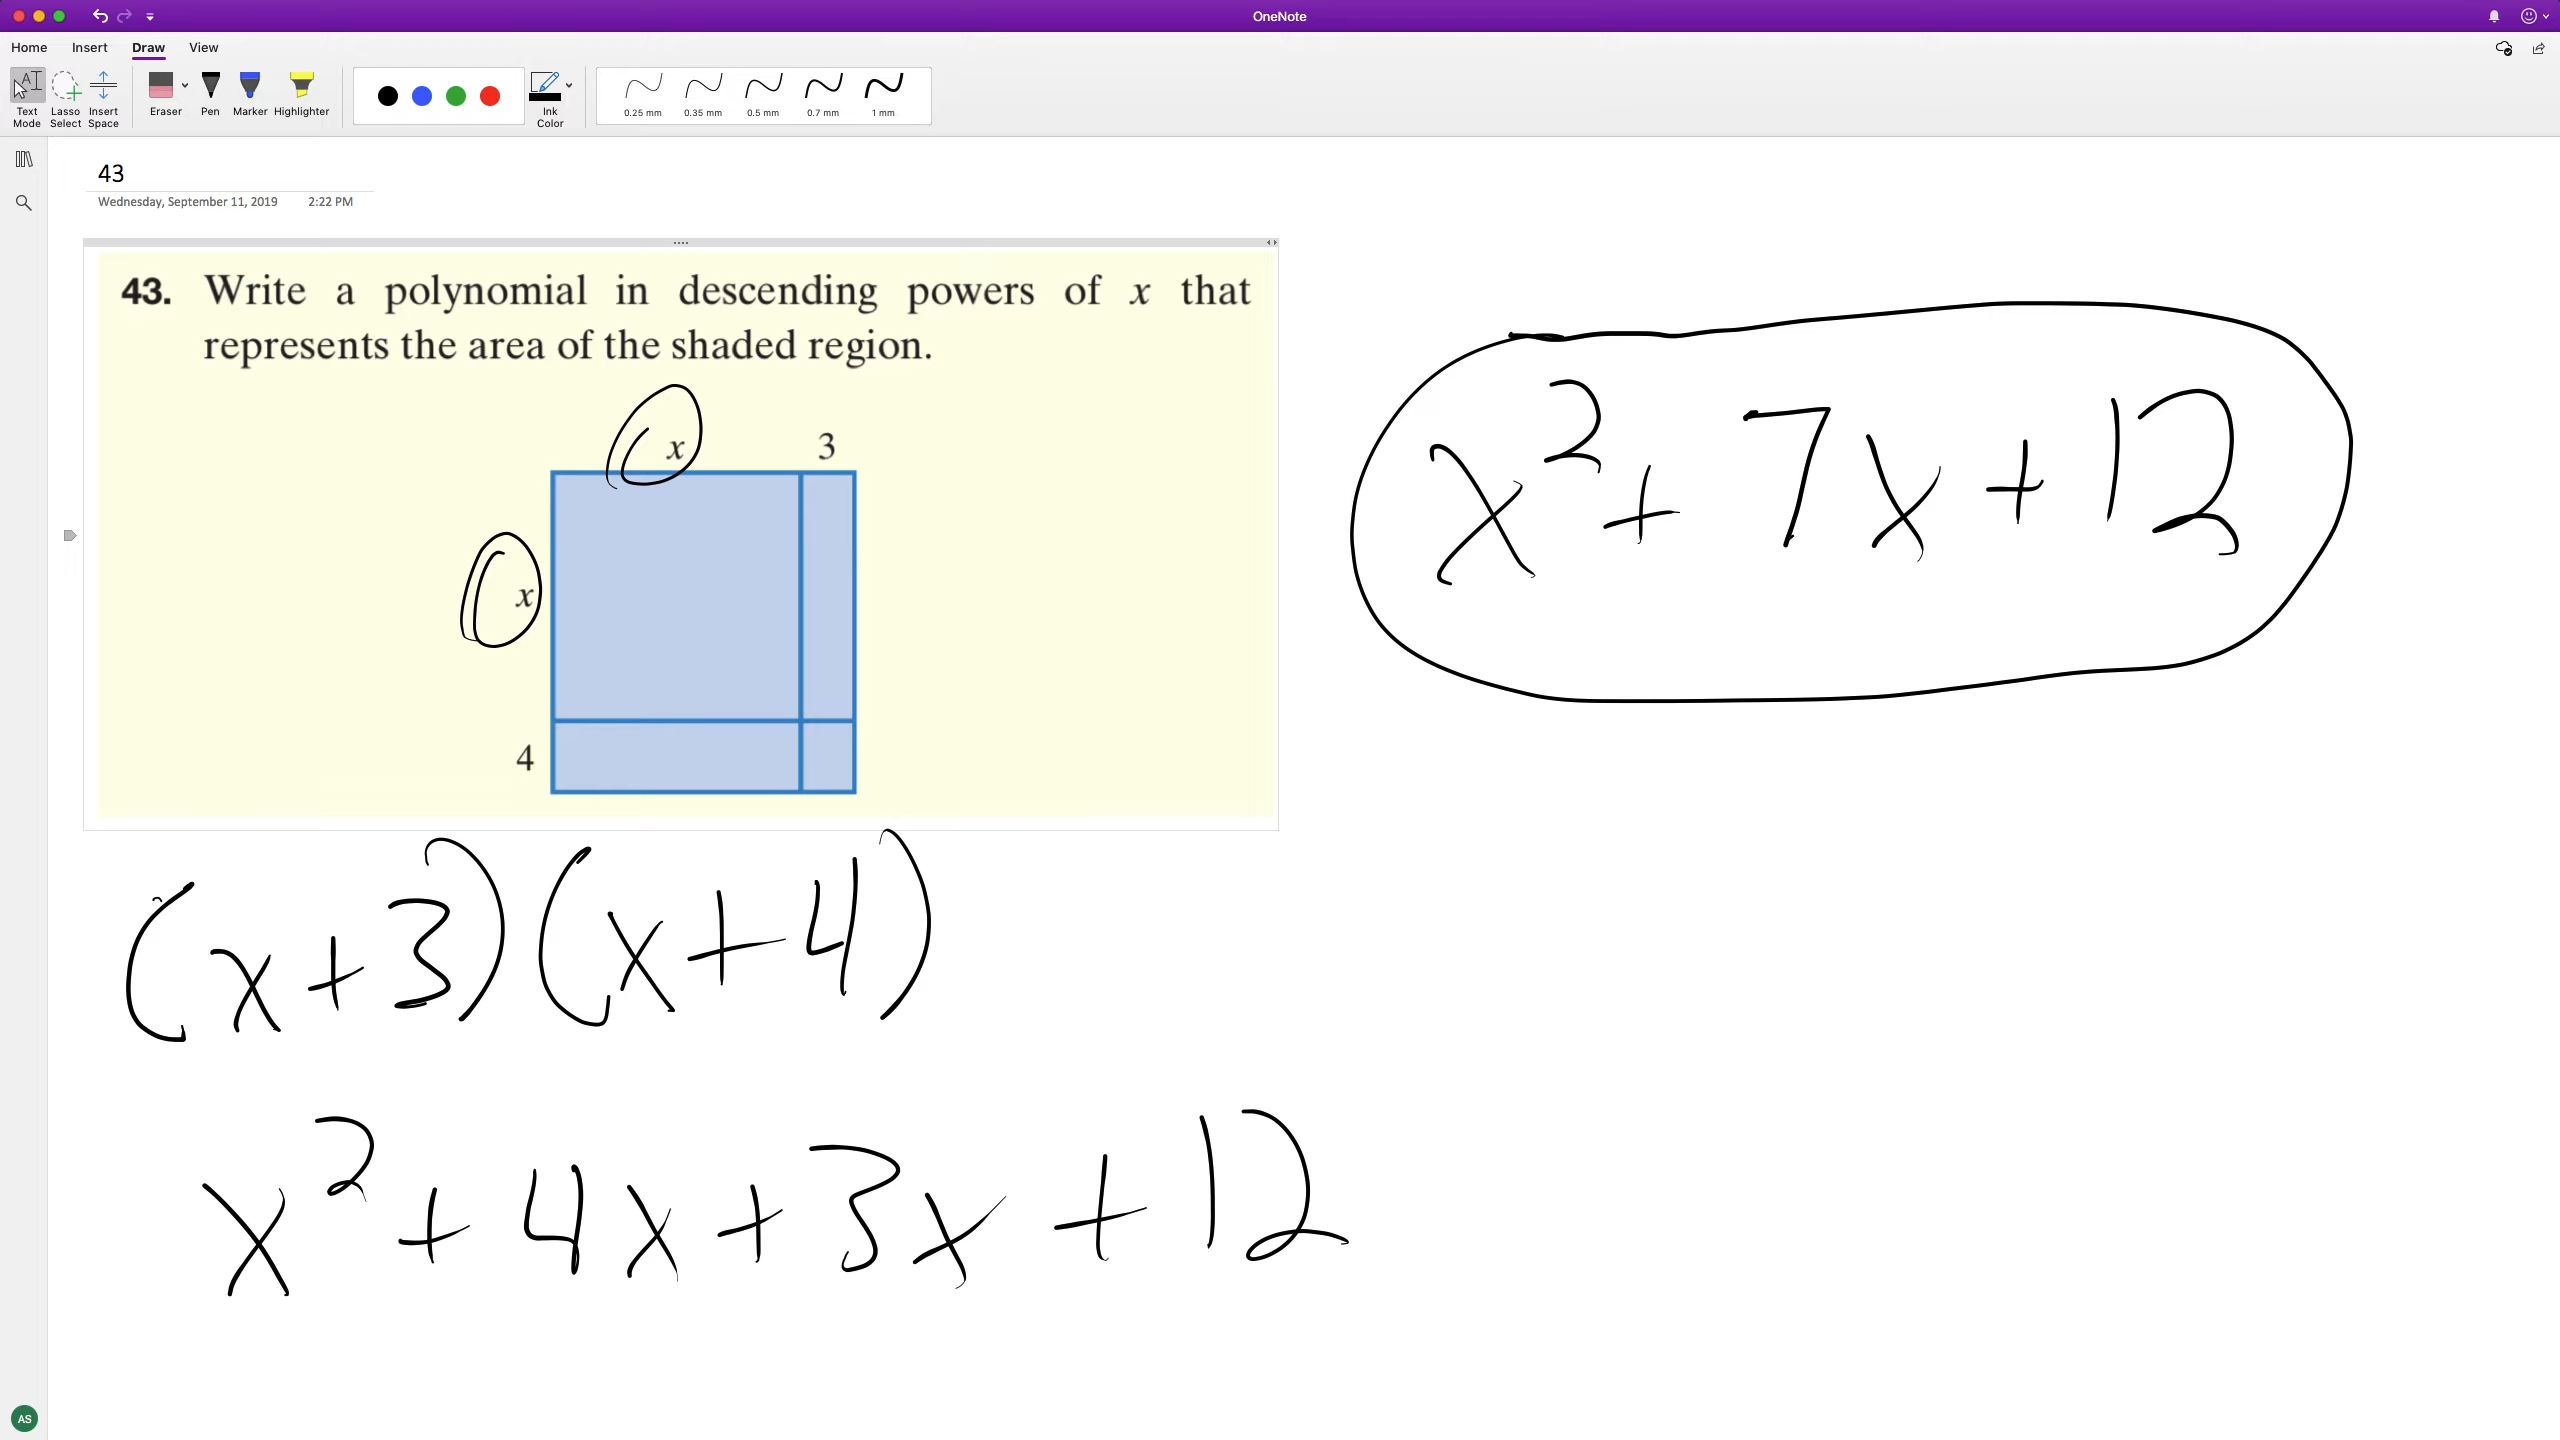 OneNote
Home Insert Draw View
Text Mode
Lasso Select
Insert Space
Eraser
Pen
Marker
Highlighter
Ink Color
0.25 mm
0.35 mm
0.5 mm
0.7 mm
1 mm
43
Wednesday, September 11, 2019 2:22 PM
43. Write a polynomial in descending powers of x that
represents the area of the shaded region.
x 3
x
4
x² + 7x + 12
(x + 3)(x + 4)
x² + 4x + 3x + 12
AS